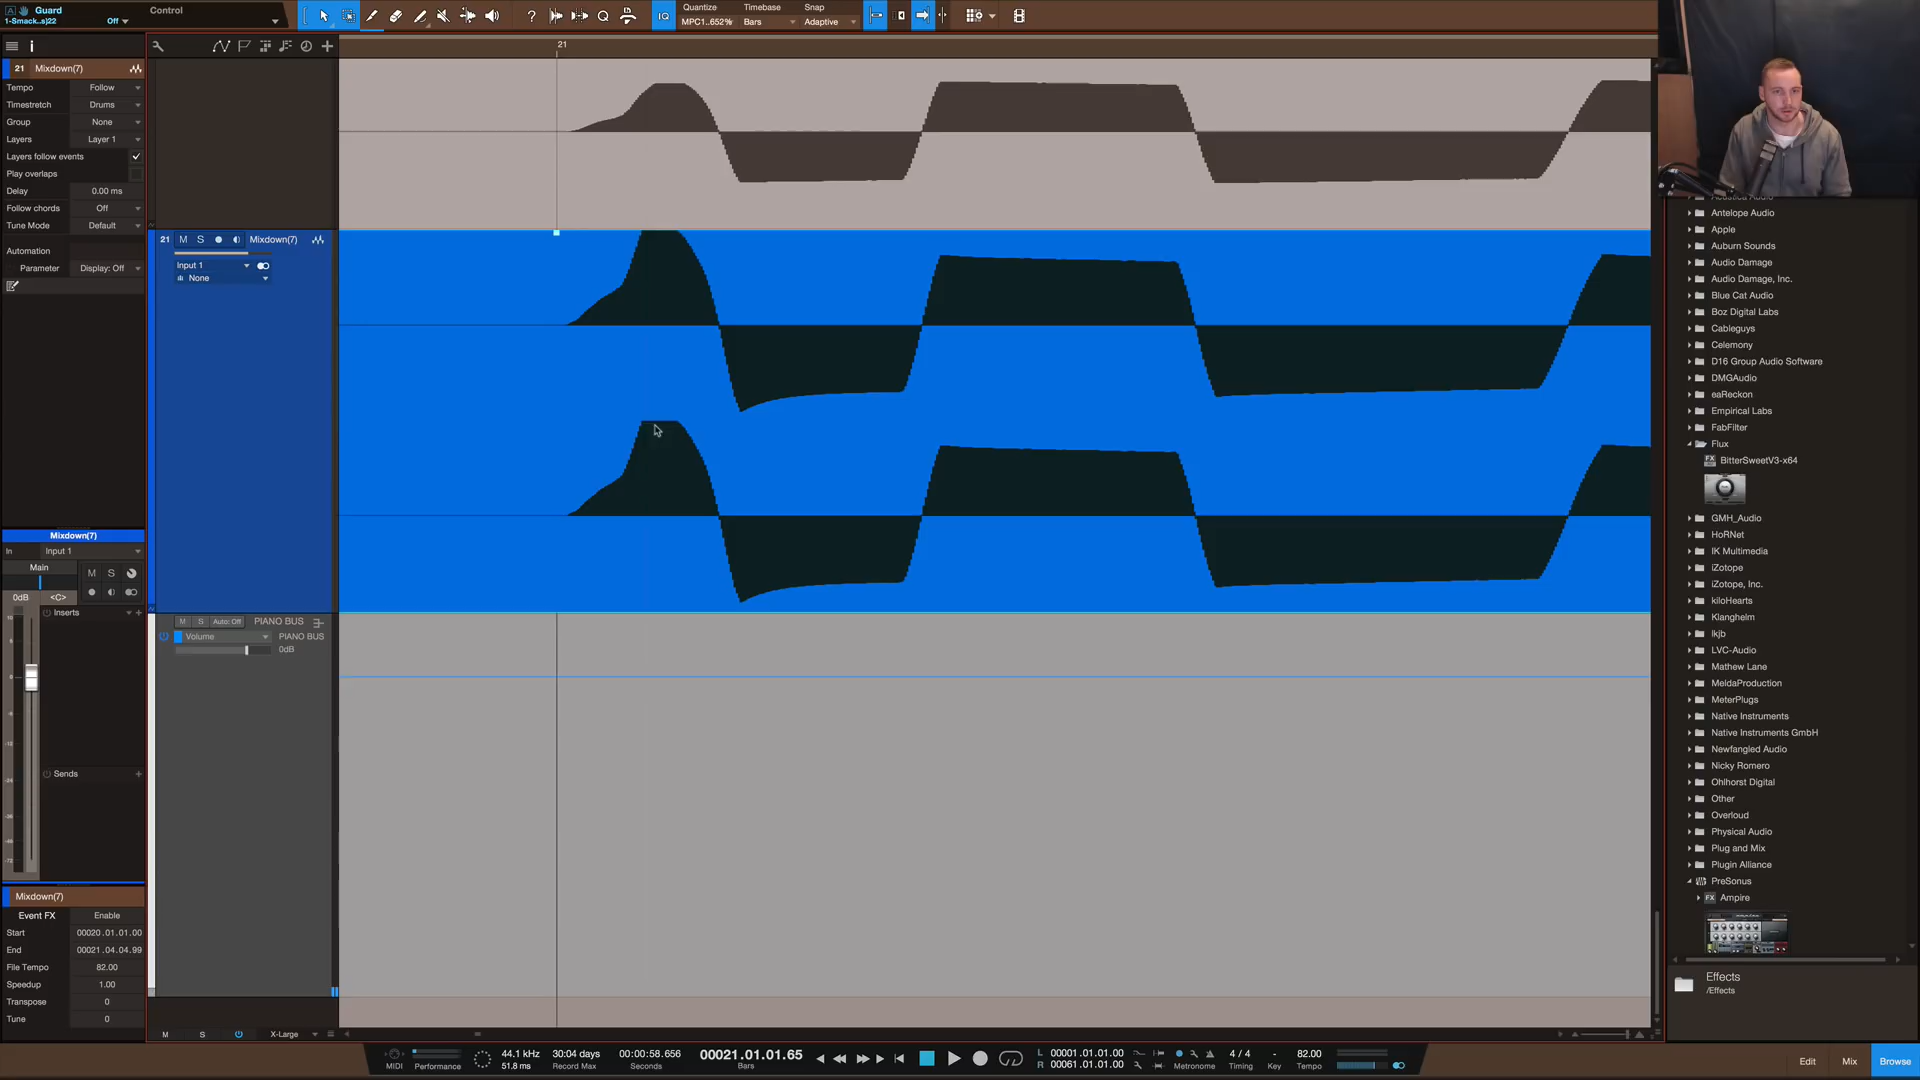 Guard
Control
1-Smack...s)22
Off
Quantize
Timebase
Snap
IQ
MPC1...652%
Bars
Adaptive
21
21
Mixdown(7)
Tempo
Follow
Timestretch
Drums
Group
None
Layers
Layer 1
Layers follow events
Play overlaps
Delay
0.00 ms
Follow chords
Off
Tune Mode
Default
Automation
Parameter
Display: Off
21
M
S
Mixdown(7)
Input 1
None
Mixdown(7)
In
Input 1
Main
M
S
0dB
<C>
Inserts
Sends
M
S
Auto: Off
PIANO BUS
Volume
PIANO BUS
0dB
Mixdown(7)
Event FX
Enable
Start
00020.01.01.00
End
00021.04.04.99
File Tempo
82.00
Speedup
1.00
Transpose
0
Tune
0
M
S
X-Large
Antelope Audio
Apple
Auburn Sounds
Audio Damage
Audio Damage, Inc.
Blue Cat Audio
Boz Digital Labs
Cableguys
Celemony
D16 Group Audio Software
DMGAudio
eaReckon
Empirical Labs
FabFilter
Flux
FX
BitterSweetV3-x64
GMH_Audio
HoRNet
IK Multimedia
iZotope
iZotope, Inc.
kiloHearts
Klanghelm
lkjb
LVC-Audio
Mathew Lane
MeldaProduction
MeterPlugs
Native Instruments
Native Instruments GmbH
Newfangled Audio
Nicky Romero
Ohlhorst Digital
Other
Overloud
Physical Audio
Plug and Mix
Plugin Alliance
PreSonus
FX
Ampire
Effects
/Effects
MIDI
Performance
44.1 kHz
51.8 ms
30:04 days
Record Max
00:00:58.656
Seconds
00021.01.01.65
Bars
L
00001.01.01.00
R
00061.01.01.00
Metronome
4 / 4
Timing
-
Key
82.00
Tempo
Edit
Mix
Browse